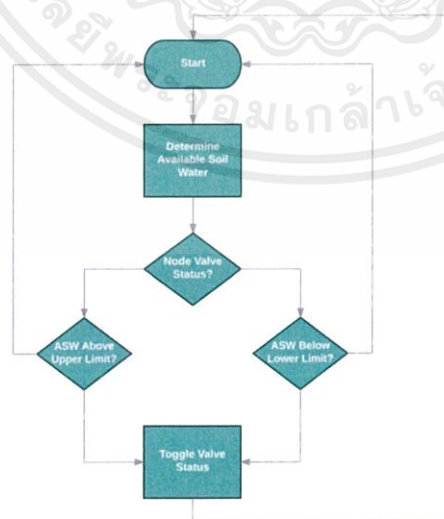 Start
Determine
Available Soil
Water
Node Valve
Status?
ASW Above
Upper Limit?
ASW Below
Lower Limit?
Toggle Valve
Status